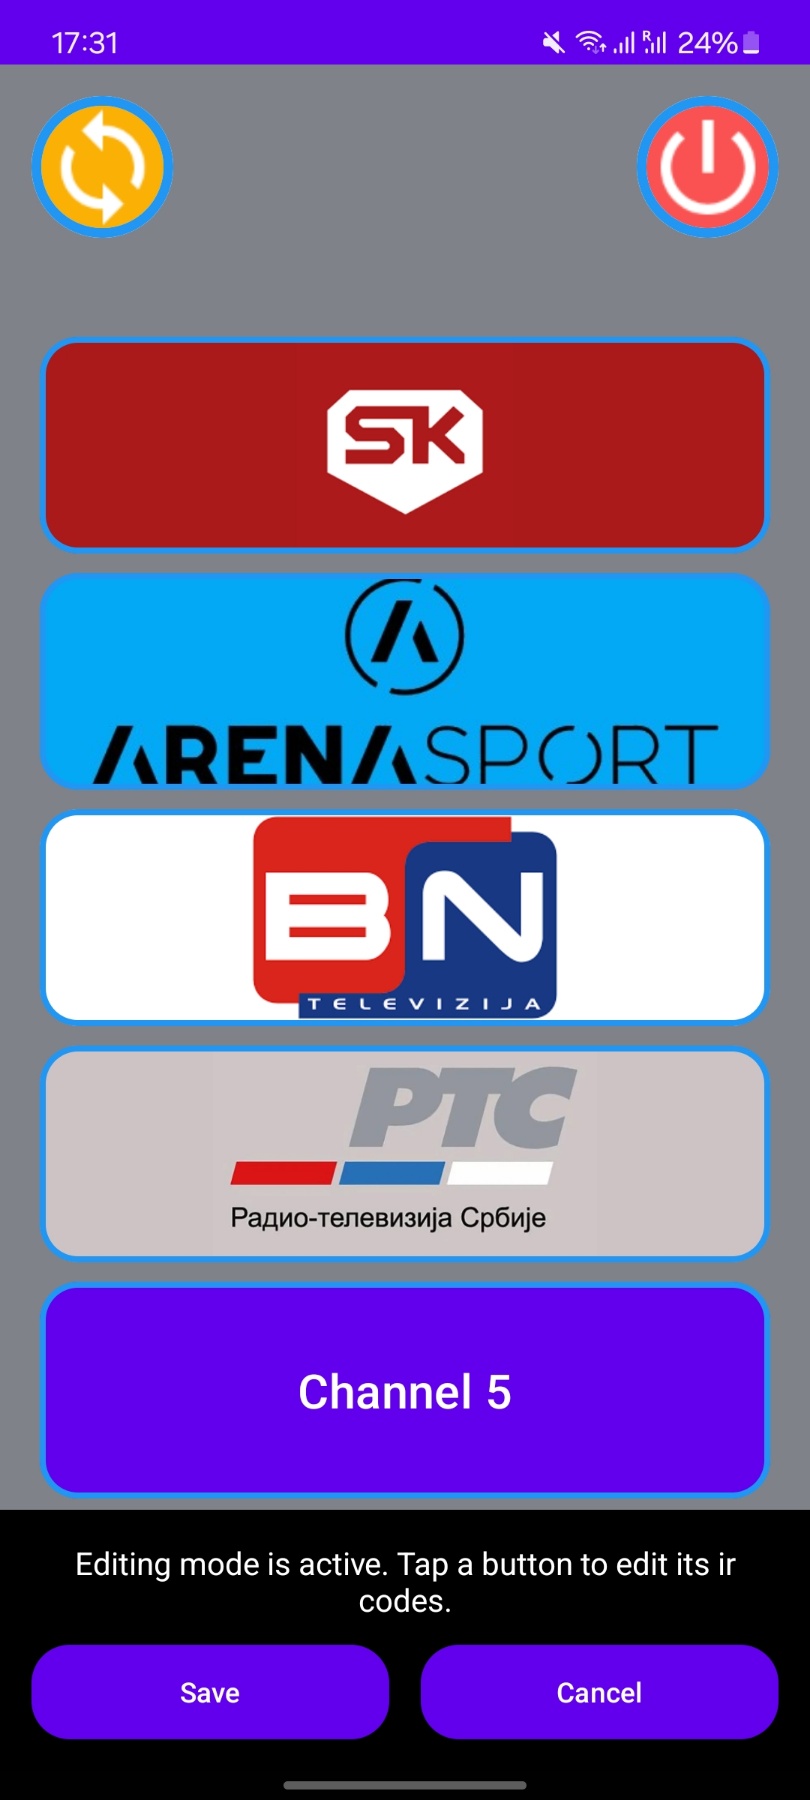 17:31
R
24%
SK
ARENASPORT
BN
TELEVIZIJA
РТС
Радио-телевизија Србије
Channel 5
Editing mode is active. Tap a button to edit its ir
codes.
Save
Cancel